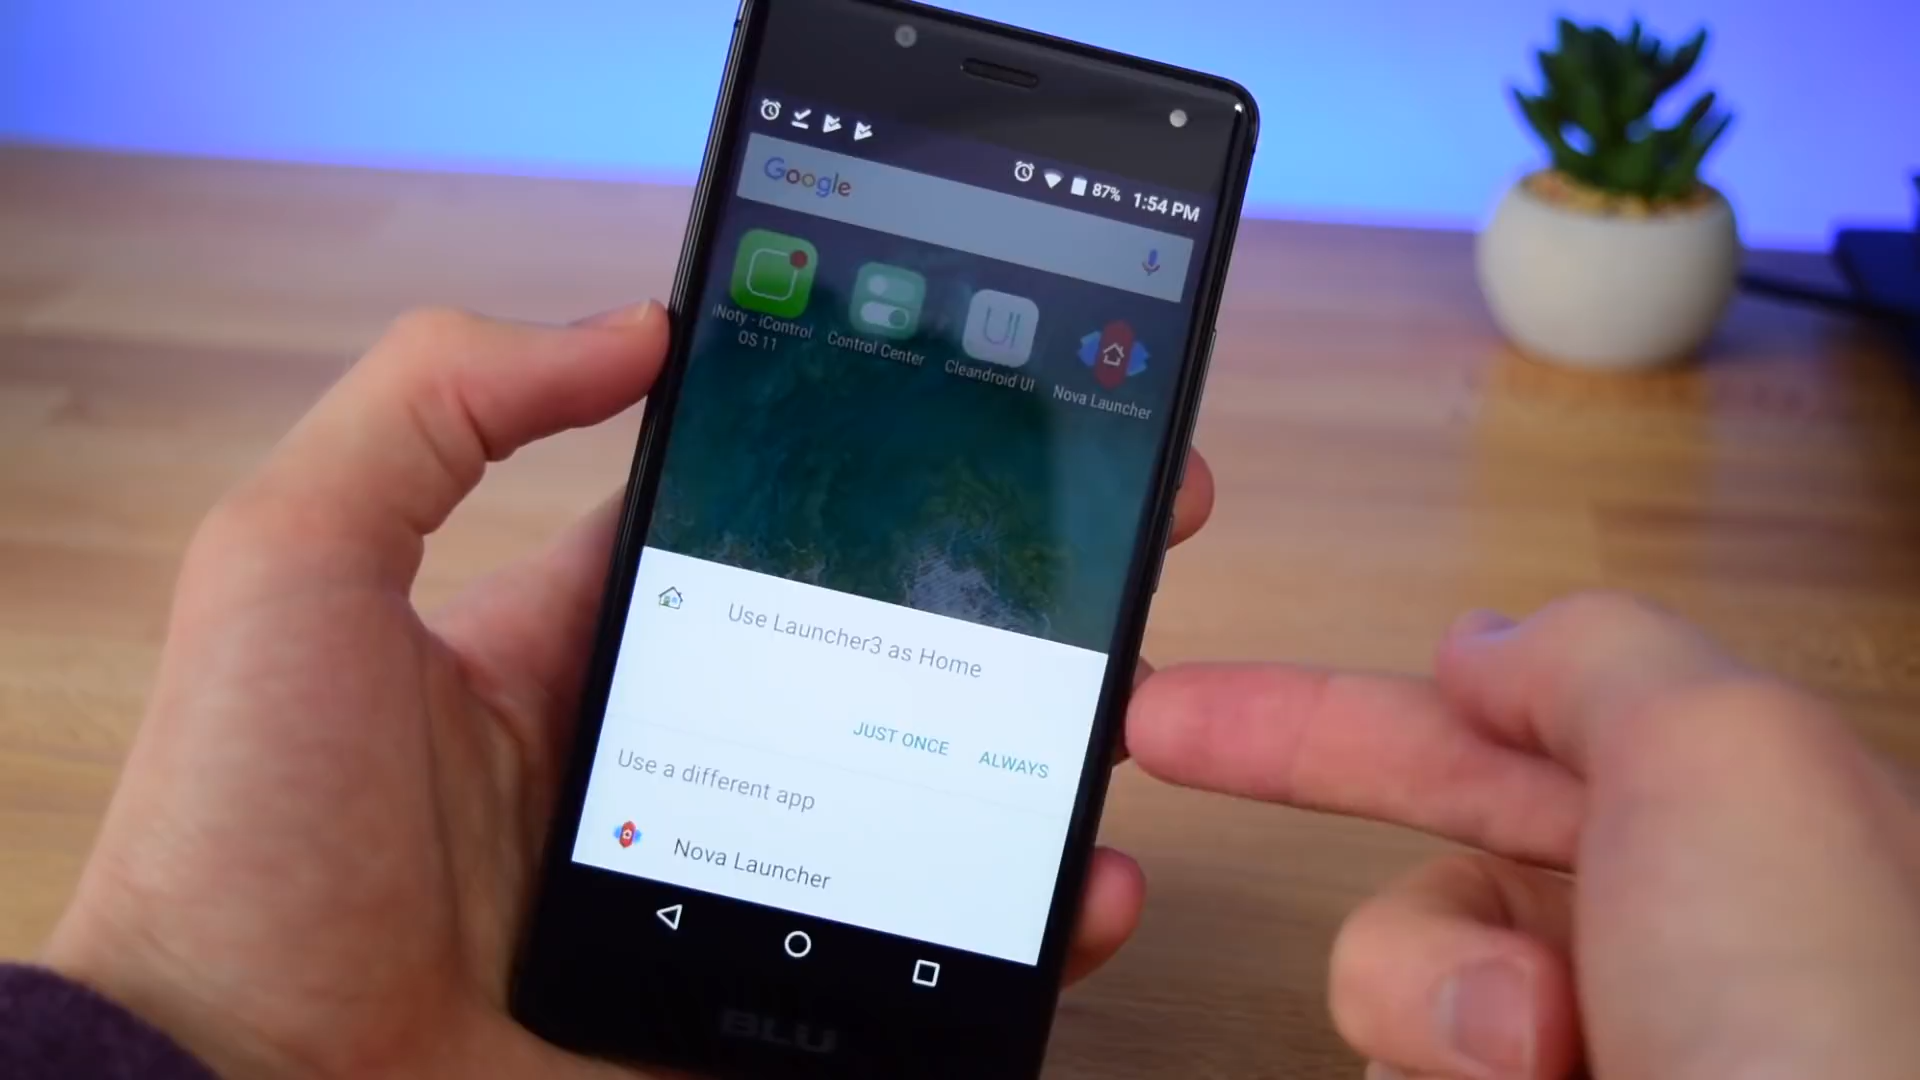 87% 1:54 PM
Google
iNoty - iControl
OS 11
Control Center
UI
Cleandroid UI
Nova Launcher
Use Launcher3 as Home
JUST ONCE
ALWAYS
Use a different app
Nova Launcher
BLU